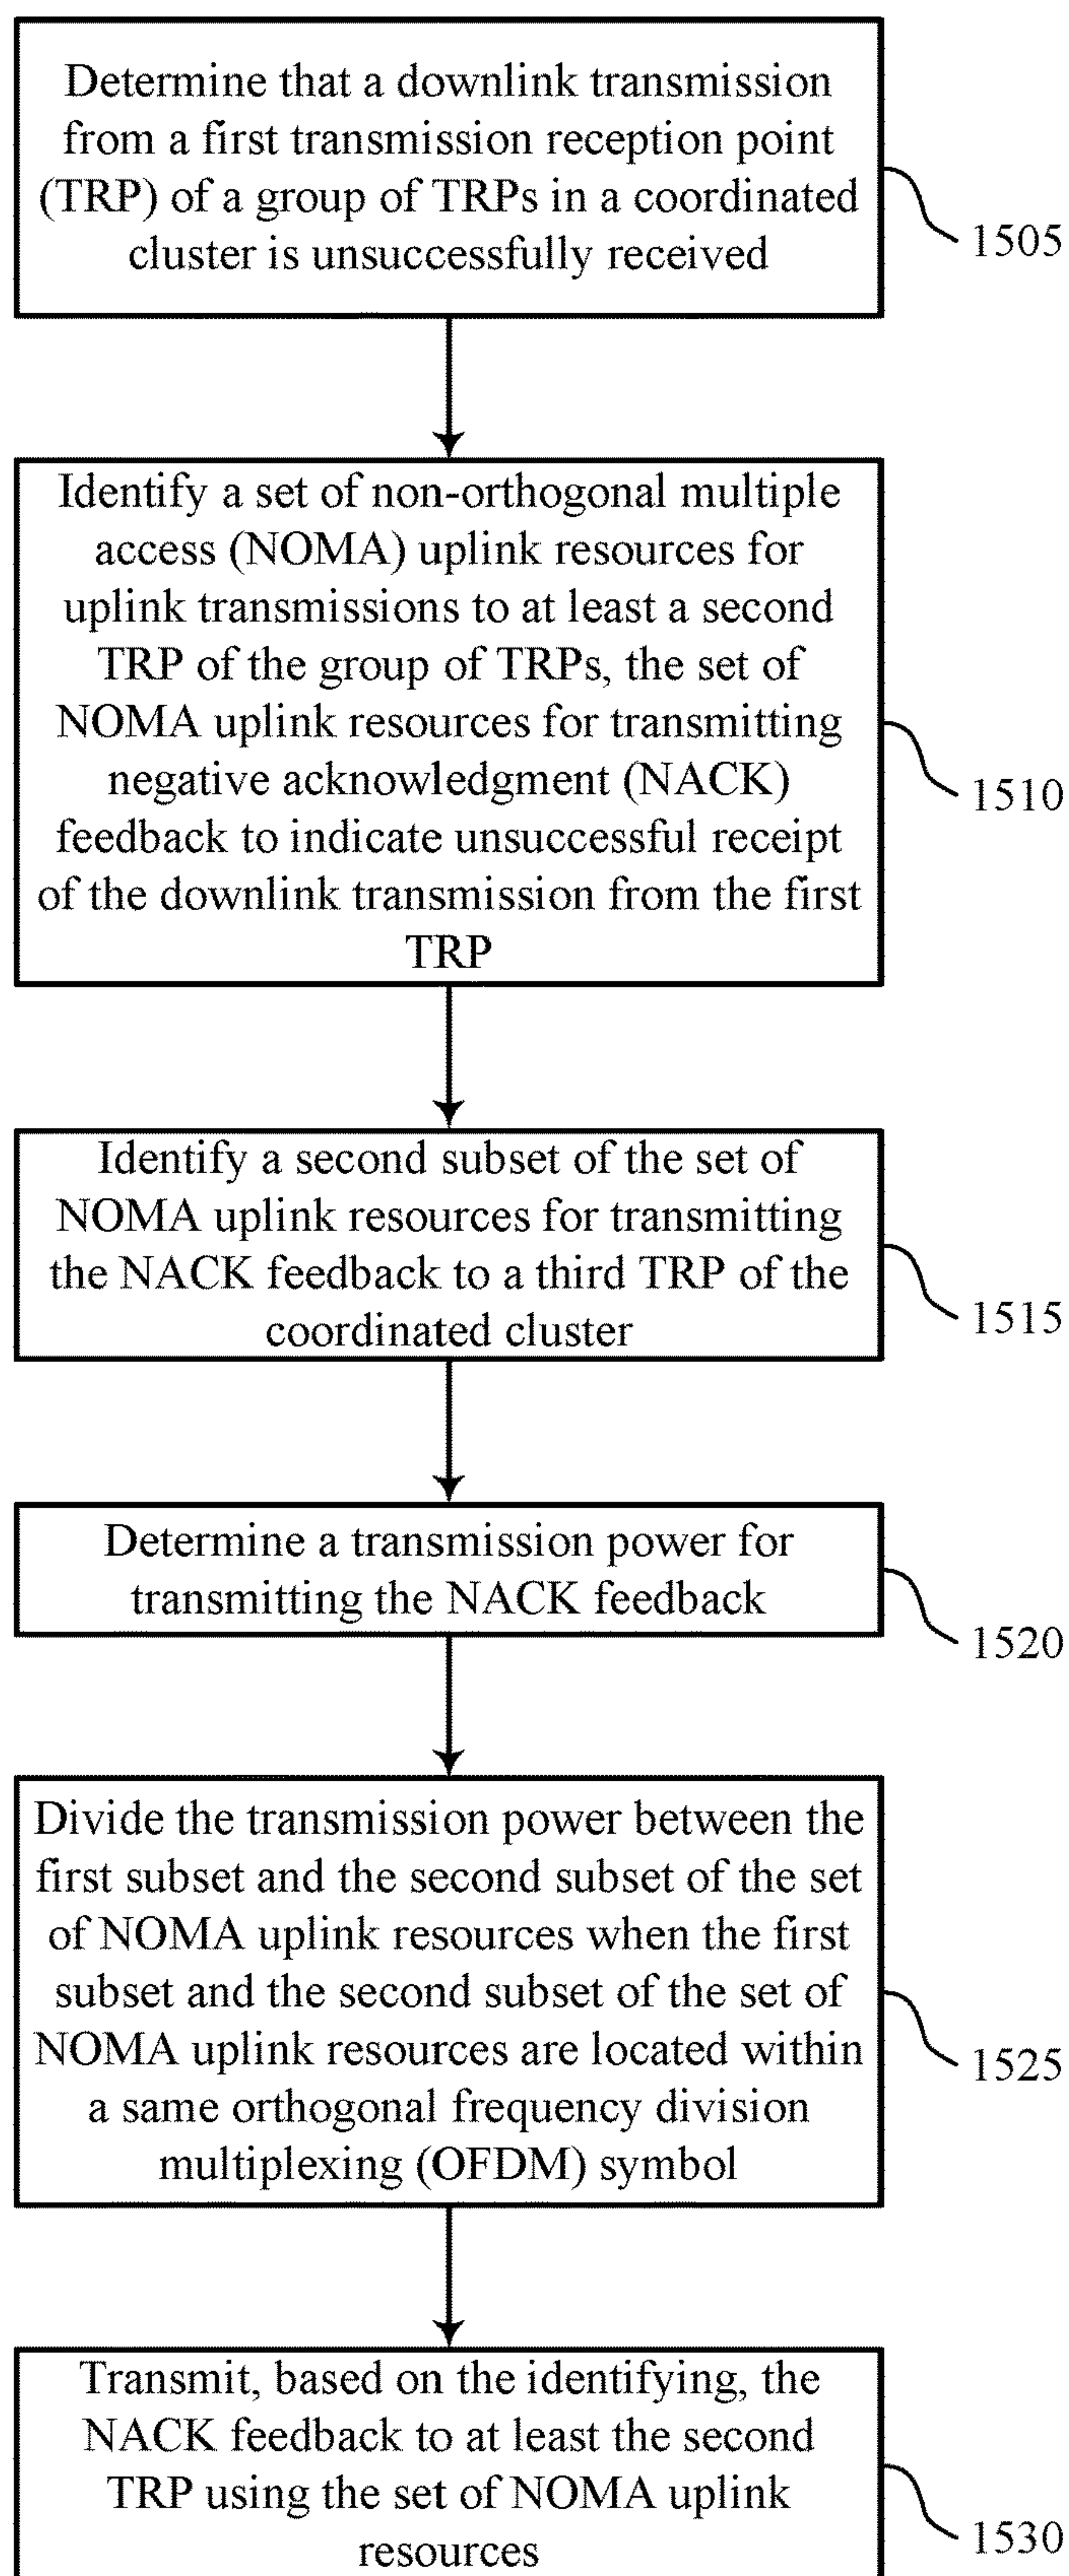 Determine that a downlink transmission
from a first transmission reception point
(TRP) of a group of TRPs in a coordinated
cluster is unsuccessfully received
1505
Identify a set of non-orthogonal multiple
access (NOMA) uplink resources for
uplink transmissions to at least a second
TRP of the group of TRPs, the set of
NOMA uplink resources for transmitting
negative acknowledgment (NACK)
feedback to indicate unsuccessful receipt
of the downlink transmission from the first
TRP
1510
Identify a second subset of the set of
NOMA uplink resources for transmitting
the NACK feedback to a third TRP of the
coordinated cluster
1515
Determine a transmission power for
transmitting the NACK feedback
1520
Divide the transmission power between the
first subset and the second subset of the set
of NOMA uplink resources when the first
subset and the second subset of the set of
NOMA uplink resources are located within
a same orthogonal frequency division
multiplexing (OFDM) symbol
1525
Transmit, based on the identifying, the
NACK feedback to at least the second
TRP using the set of NOMA uplink
resources
1530